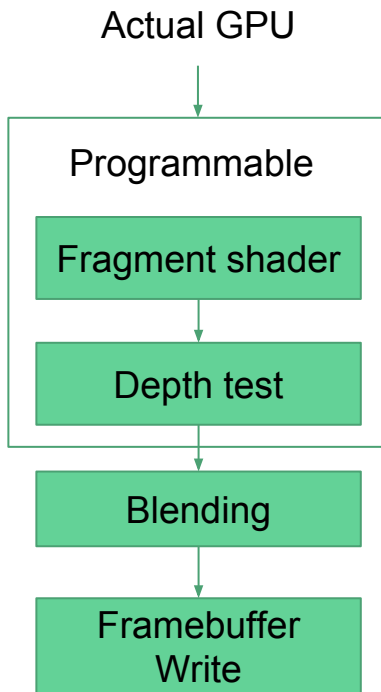 Actual GPU
Programmable
Fragment shader
Depth test
Blending
Framebuffer
Write